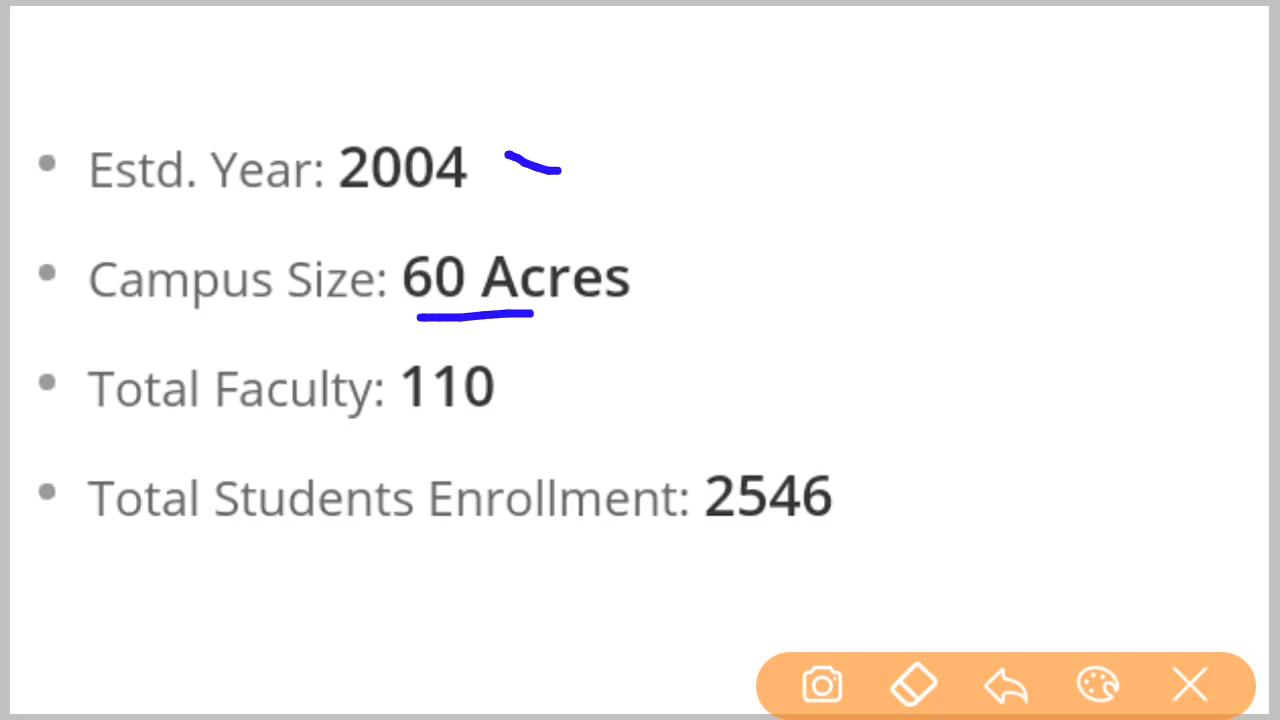 Estd. Year: 2004
Campus Size: 60 Acres
Total Faculty: 110
Total Students Enrollment: 2546